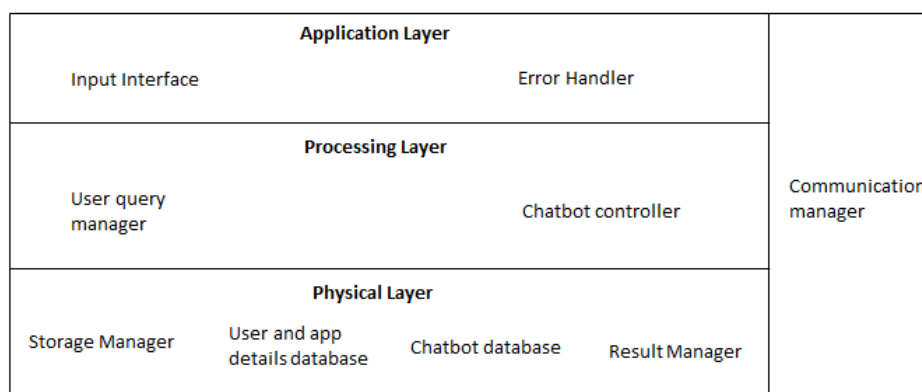 Application Layer
Input Interface
Error Handler
Processing Layer
User query
manager
Chatbot controller
Communication
manager
Physical Layer
Storage Manager
User and app
details database
Chatbot database
Result Manager